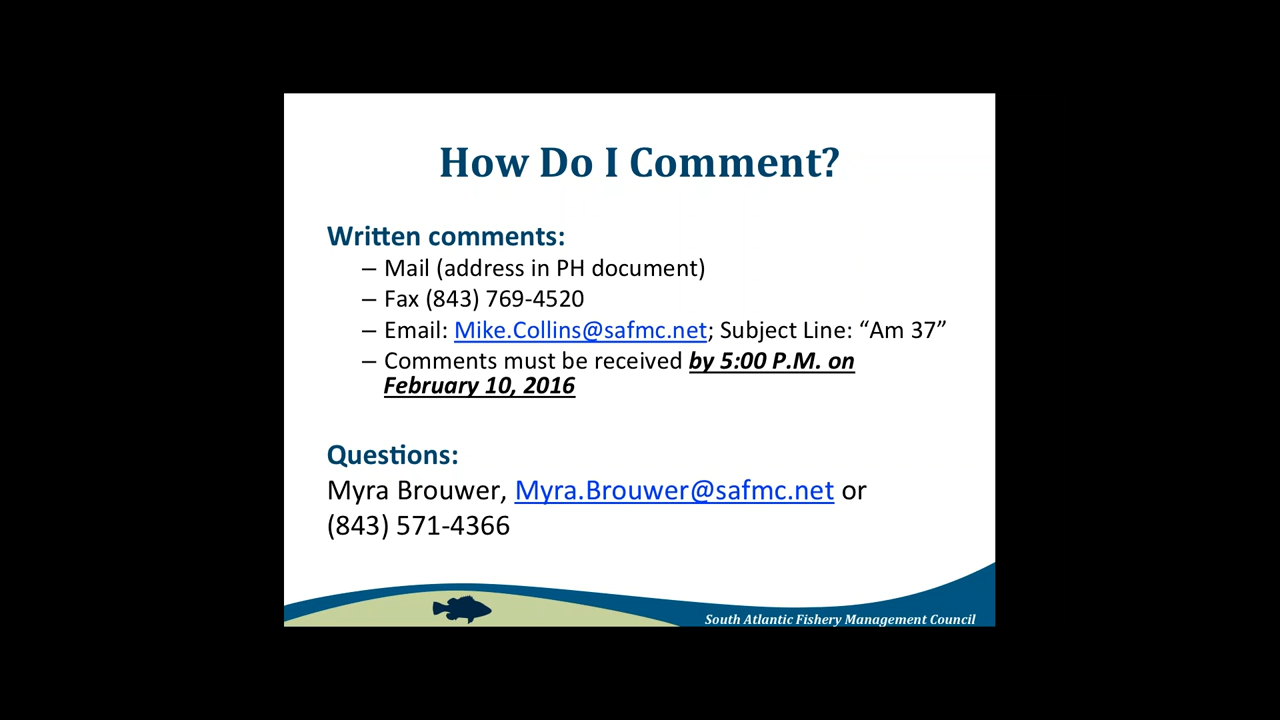 How Do I Comment?
Written comments:
– Mail (address in PH document)
– Fax (843) 769-4520
– Email: Mike.Collins@safmc.net; Subject Line: “Am 37”
– Comments must be received by 5:00 P.M. on
February 10, 2016
Questions:
Myra Brouwer, Myra.Brouwer@safmc.net or
(843) 571-4366
South Atlantic Fishery Management Council